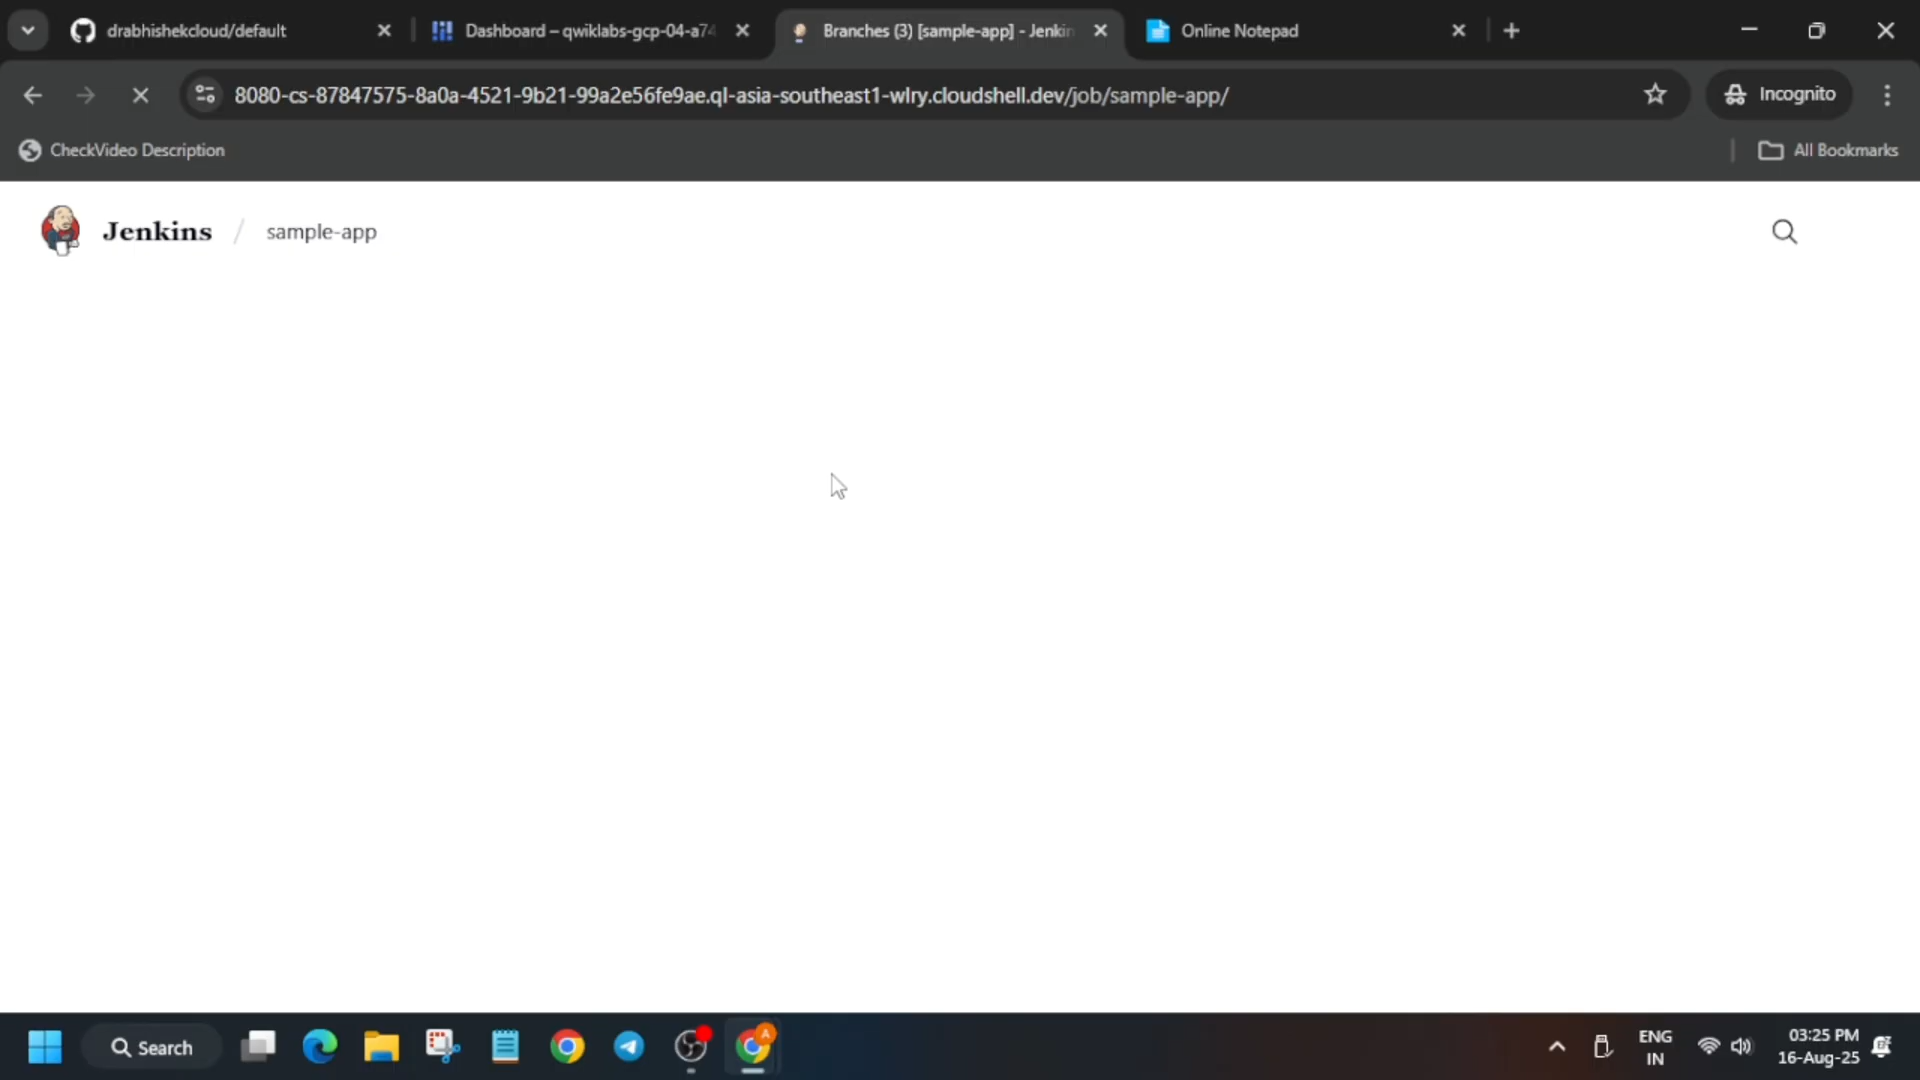 drabhishekcloud/default
Dashboard – qwiklabs-gcp-04-a74
Branches (3) [sample-app] - Jenkin
Online Notepad
8080-cs-87847575-8a0a-4521-9b21-99a2e56fe9ae.ql-asia-southeast1-wlry.cloudshell.dev/job/sample-app/
Incognito
CheckVideo Description
All Bookmarks
Jenkins / sample-app
Search
A
ENG
IN
03:25 PM
16-Aug-25